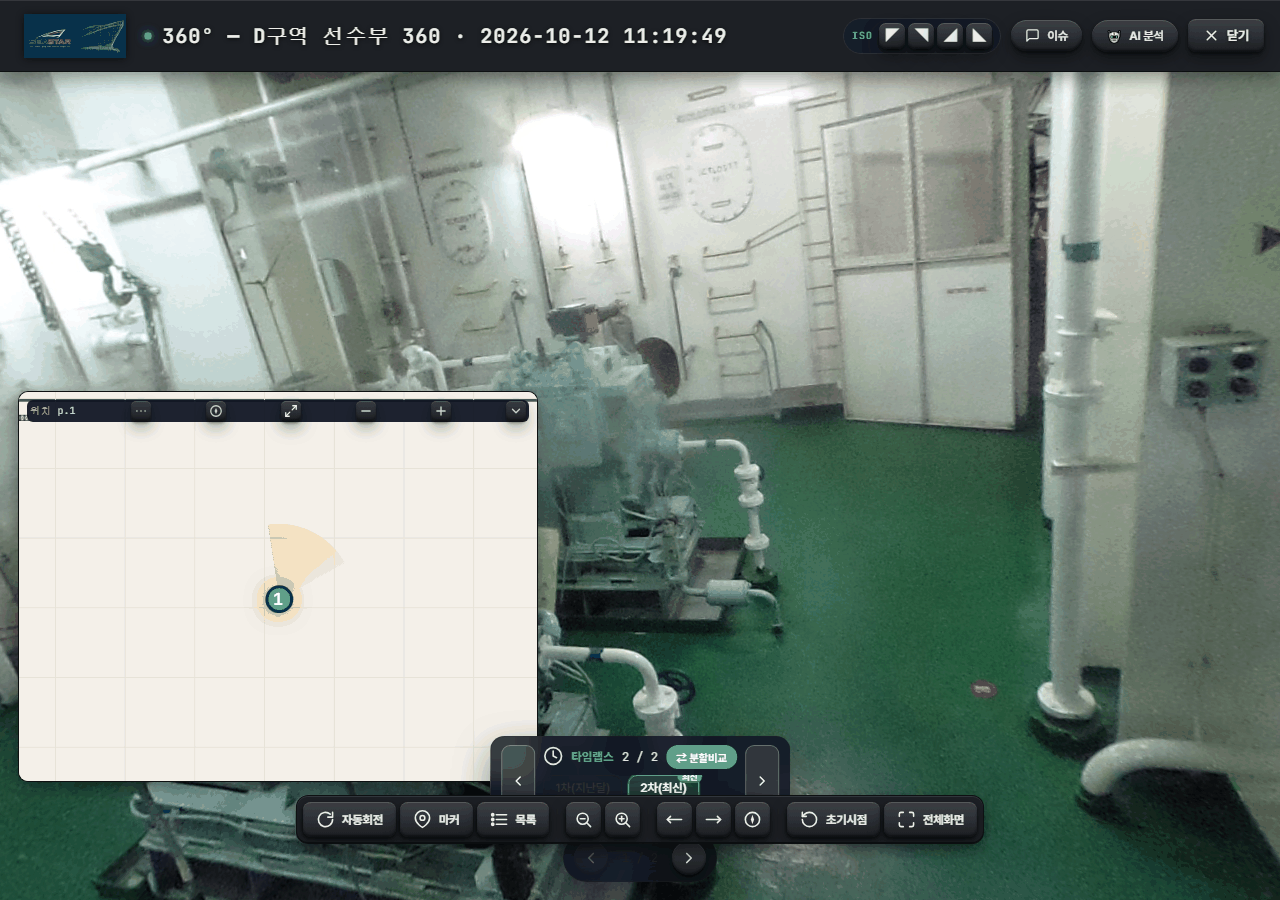 360° — D구역 선수부 360 · 2026-10-12 11:19:49
ISO
이슈
AI 분석
닫기
위치 p.1
1
타임랩스 2 / 2 분할비교
최신
1차(지난달) 2차(최신)
자동회전 마커 목록 초기시점 전체화면